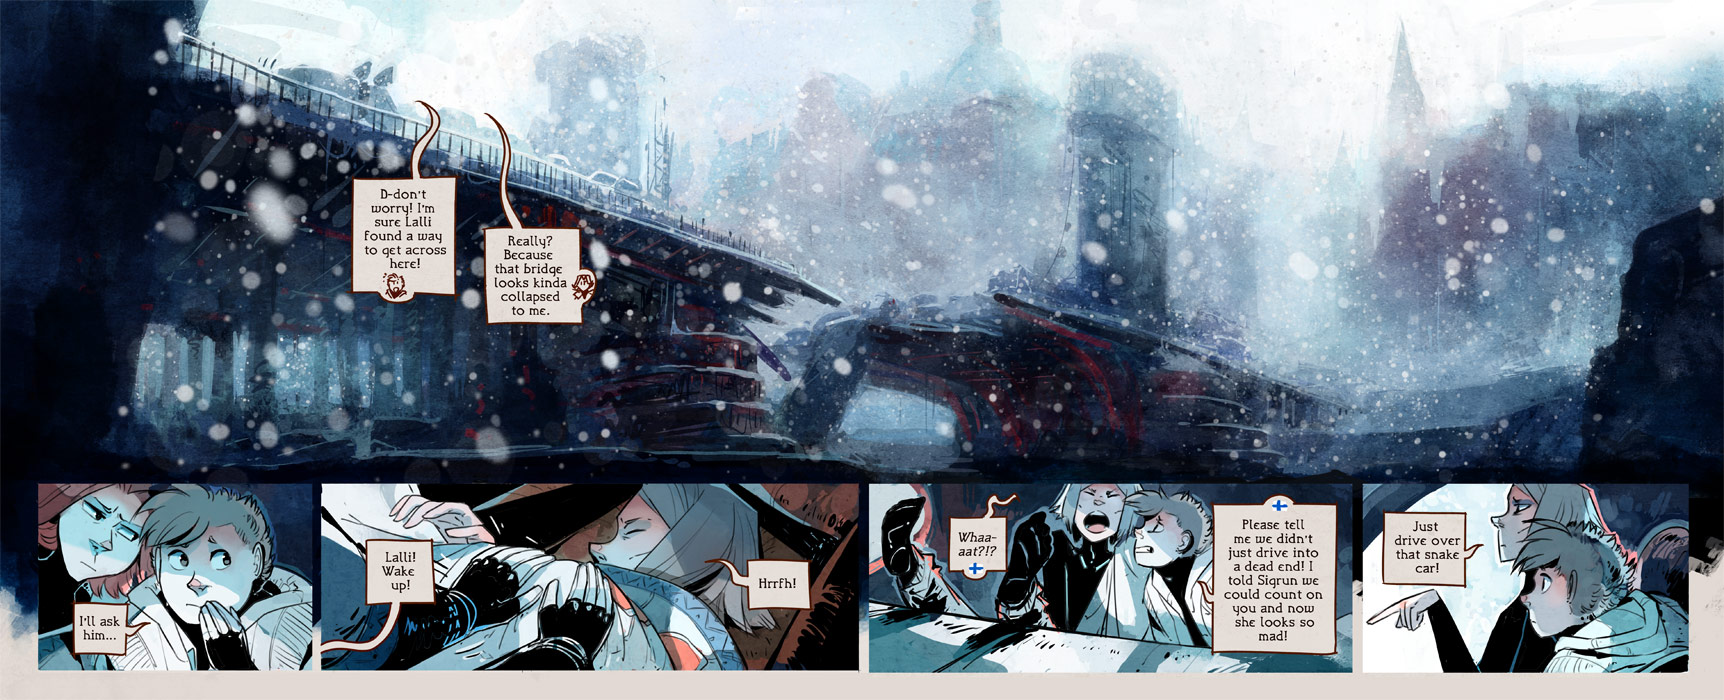 D-don't
worry! I'm
sure Lalli
found a way
to get across
here!
Really?
Because
that bridge
looks kinda
collapsed
to me.
I'll ask
him...
Lalli!
Wake
up!
Hrrfh!
Whaa-
aat?!?
Please tell
me we didn't
just drive into
a dead end! I
told Sigrun we
could count on
you and now
she looks so
mad!
Just
drive over
that snake
car!